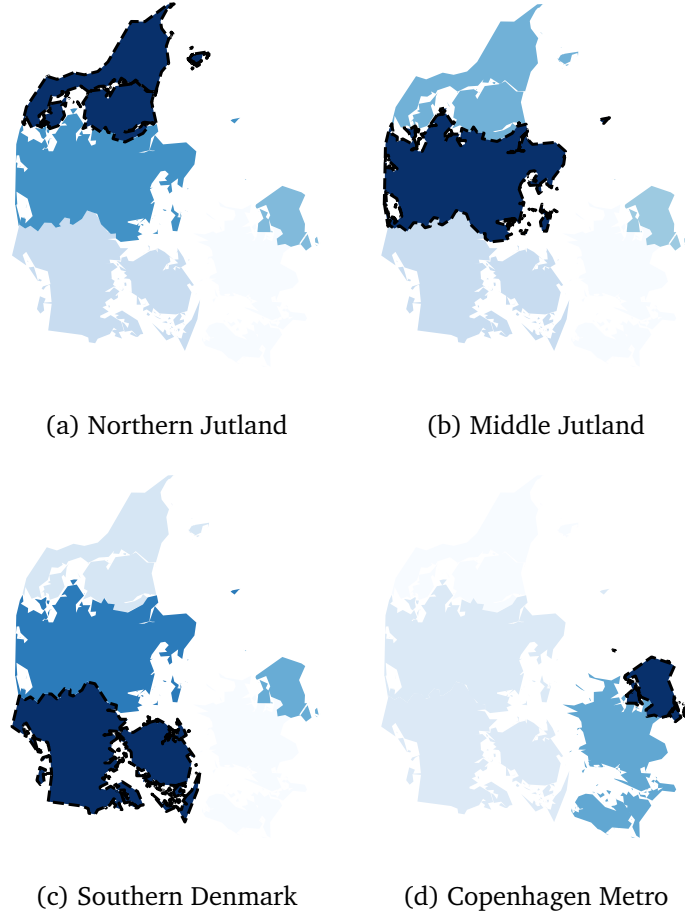 (a) Northern Jutland
(b) Middle Jutland
(c) Southern Denmark
(d) Copenhagen Metro